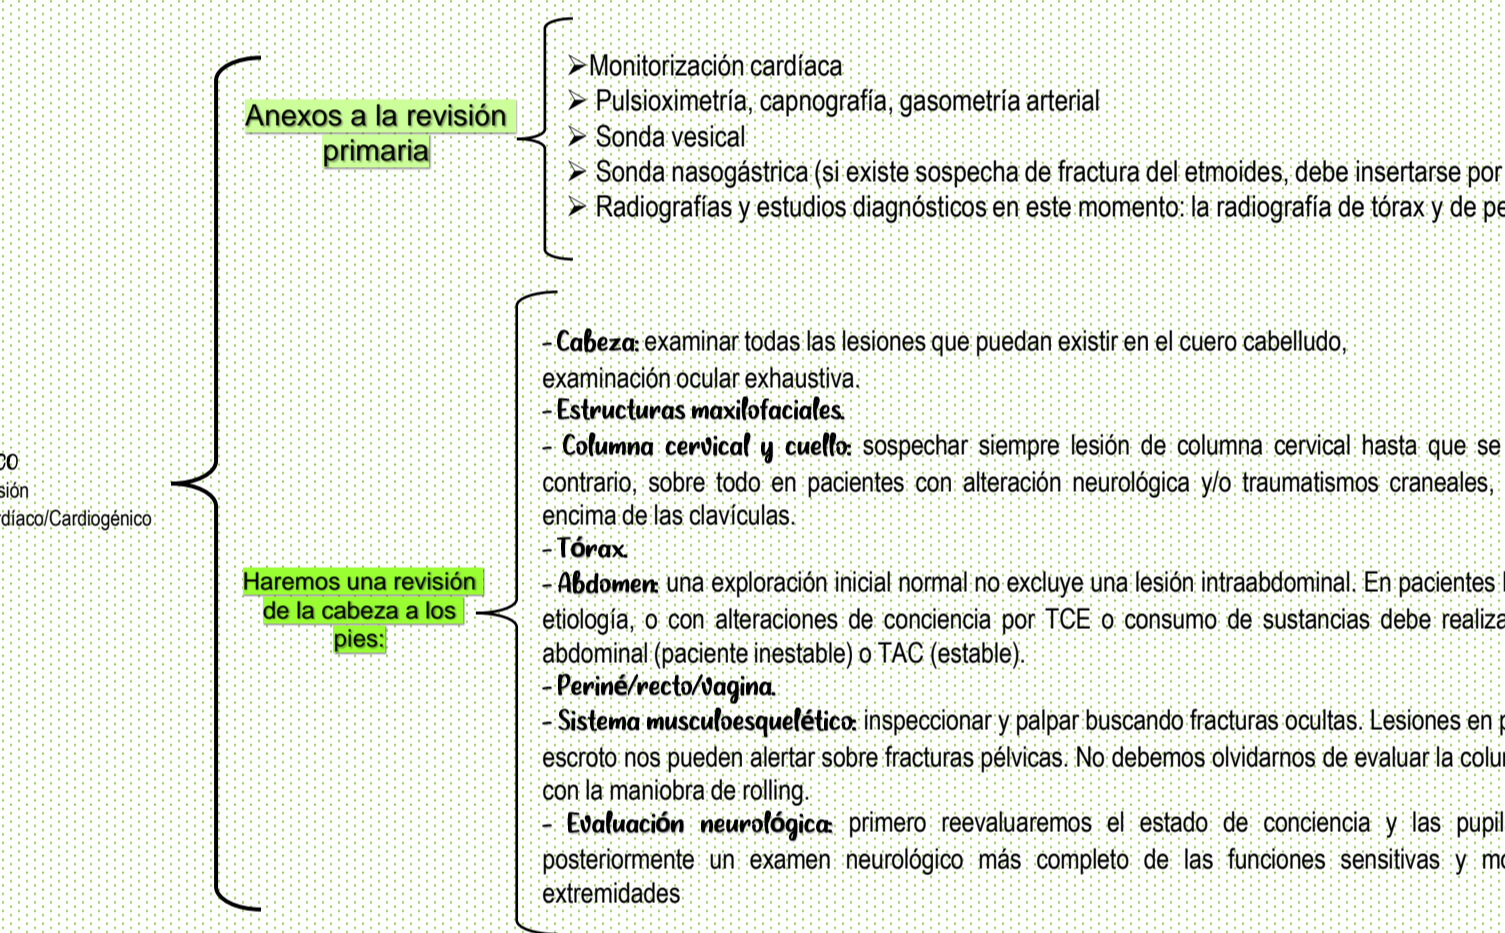 díaco/Cardiogénico
Anexos a la revisión
primaria
➢Monitorización cardíaca
➢ Pulsioximetría, capnografía, gasometría arterial
➢ Sonda vesical
➢ Sonda nasogástrica (si existe sospecha de fractura del etmoides, debe insertarse por
➢ Radiografías y estudios diagnósticos en este momento: la radiografía de tórax y de
Haremos una revisión
de la cabeza a los
pies:
- Cabeza: examinar todas las lesiones que puedan existir en el cuero cabelludo,
examinación ocular exhaustiva.
- Estructuras maxilofaciales.
- Columna cervical y cuello: sospechar siempre lesión de columna cervical hasta que se
contrario, sobre todo en pacientes con alteración neurológica y/o traumatismos craneales,
encima de las clavículas.
- Tórax.
- Abdomen: una exploración inicial normal no excluye una lesión intraabdominal. En pacientes
etiología, o con alteraciones de conciencia por TCE o consumo de sustancias debe
abdominal (paciente inestable) o TAC (estable).
- Periné/recto/vagina.
- Sistema musculoesquelético: inspeccionar y palpar buscando fracturas ocultas. Lesiones en
escroto nos pueden alertar sobre fracturas pélvicas. No debemos olvidarnos de evaluar la
con la maniobra de rolling.
- Evaluación neurológica: primero reevaluaremos el estado de conciencia y las
posteriormente un examen neurológico más completo de las funciones sensitivas y
extremidades